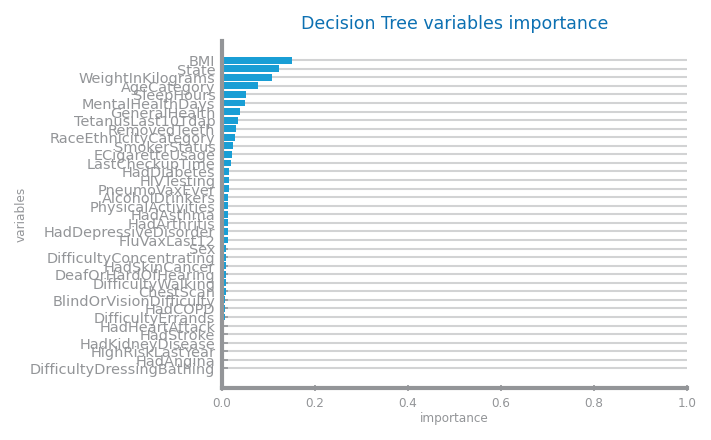 Decision Tree variables importance
BMI
State
WeightInKilograms
AgeCategory
SleepHours
MentalHealthDays
GeneralHealth
TetanusLast10Tdap
RemovedTeeth
RaceEthnicityCategory
SmokerStatus
ECigaretteUsage
LastCheckupTime
HadDiabetes
HIVTesting
PneumoVaxEver
AlcoholDrinkers
PhysicalActivities
HadAsthma
HadArthritis
HadDepressiveDisorder
FluVaxLast12
Sex
DifficultyConcentrating
HadSkinCancer
DeafOrHardOfHearing
DifficultyWalking
ChestScan
BlindOrVisionDifficulty
HadCOPD
DifficultyErrands
HadHeartAttack
HadStroke
HadKidneyDisease
HighRiskLastYear
HadAngina
DifficultyDressingBathing
variables
0.0 0.2 0.4 0.6 0.8 1.0
importance